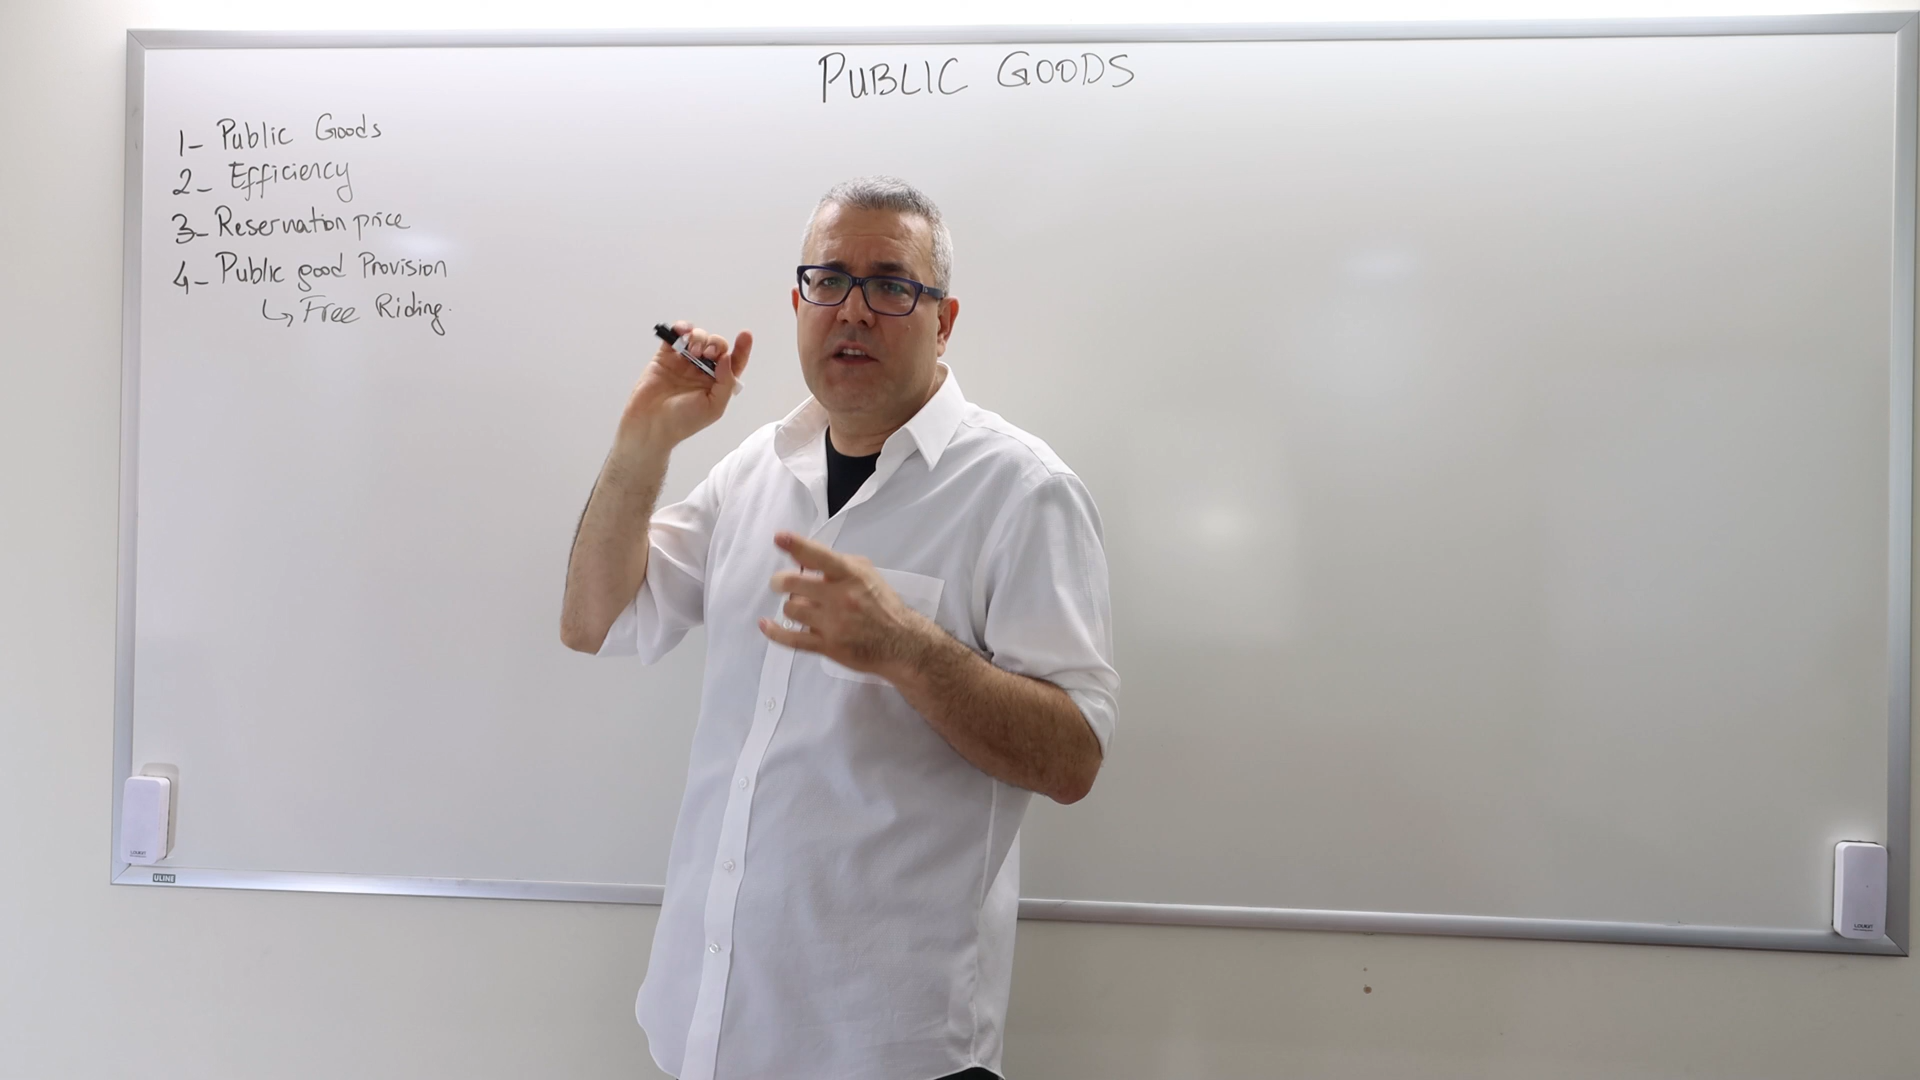 PUBLIC GOODS
1- Public Goods
2- Efficiency
3- Reservation price
4- Public good Provision
↳ Free Riding.
ULINE